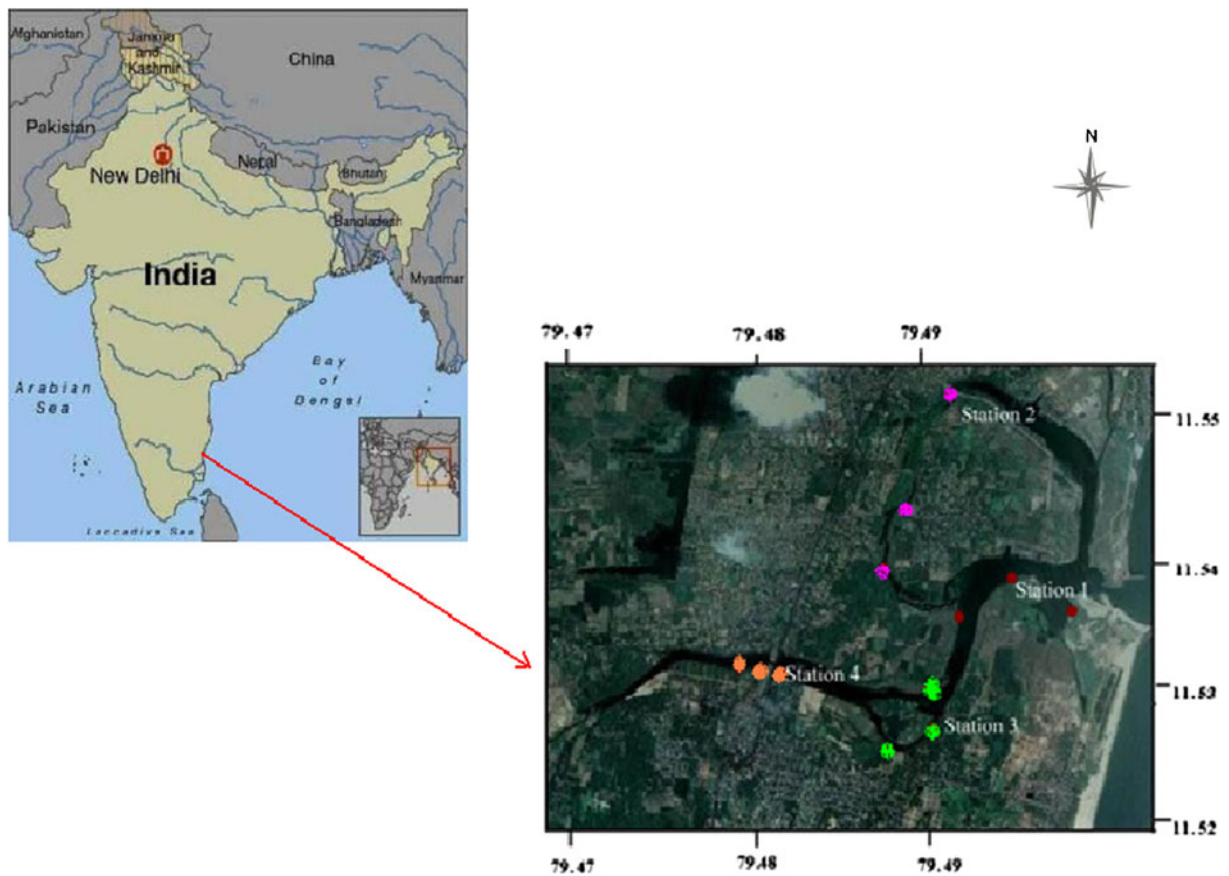 Afghanistan
Jammu
and
Kashmir
China
Pakistan
New Delhi
Nepal
Bhutan
Bangladesh
India
Myanmar
Arabian
Sea
Bay
of
Dengsl
Laccadive Sea
N
79.47
79.48
79.49
Station 2
11.55
11.54
Station 1
Station 4
11.53
Station 3
11.52
79.47
79.48
79.49